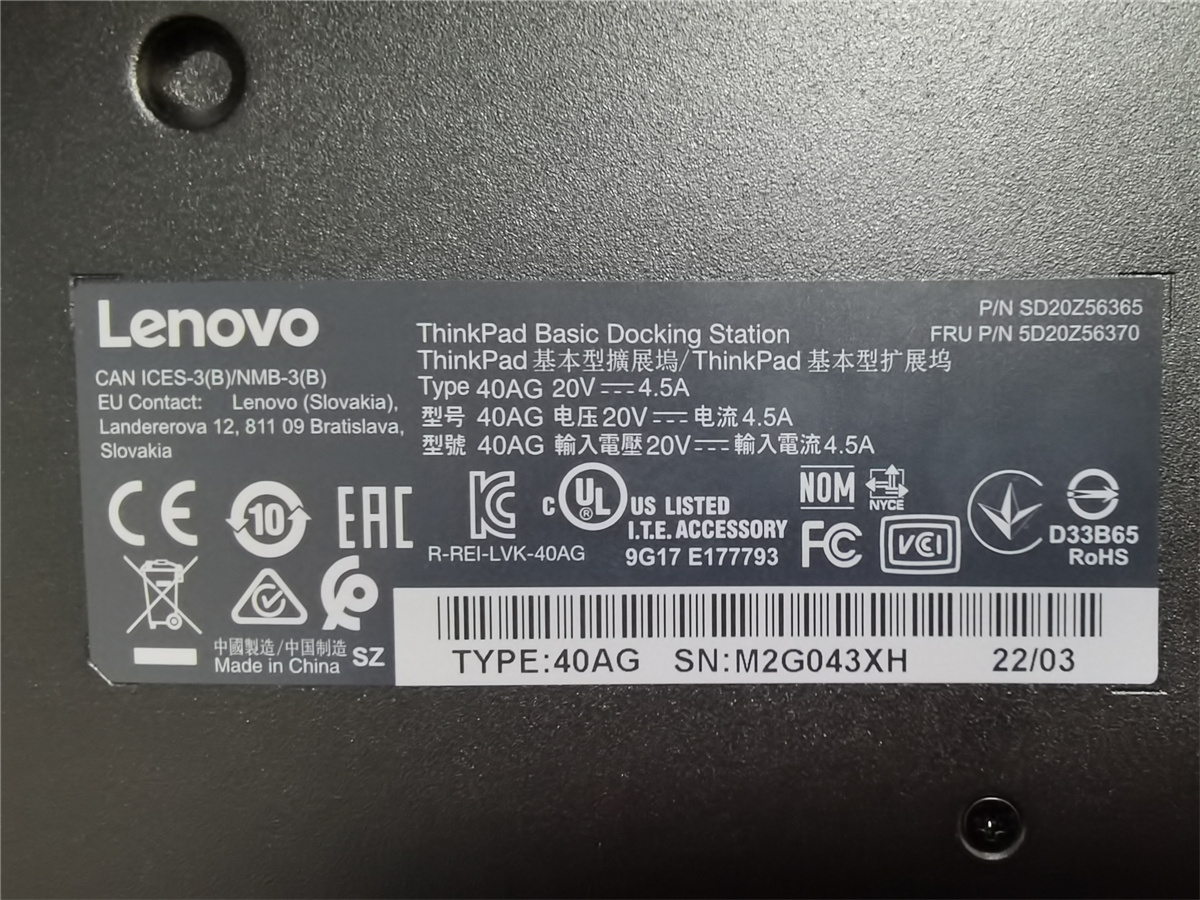 Lenovo
P/N SD20Z56365
FRU P/N 5D20Z56370
ThinkPad Basic Docking Station
ThinkPad 基本型擴展塢/ThinkPad 基本型扩展坞
Type 40AG 20V⎓4.5A
型号 40AG 电压20V⎓电流4.5A
型號 40AG 輸入電壓20V⎓輸入電流4.5A
CAN ICES-3(B)/NMB-3(B)
EU Contact: Lenovo (Slovakia),
Landererova 12, 811 09 Bratislava,
Slovakia
CE 10 EAC
KC
R-REI-LVK-40AG
C UL ® US LISTED
I.T.E. ACCESSORY
9G17 E177793
NOM NYCE
FC VCI
D33B65
RoHS
中國製造/中国制造
Made in China SZ
TYPE:40AG SN:M2G043XH 22/03